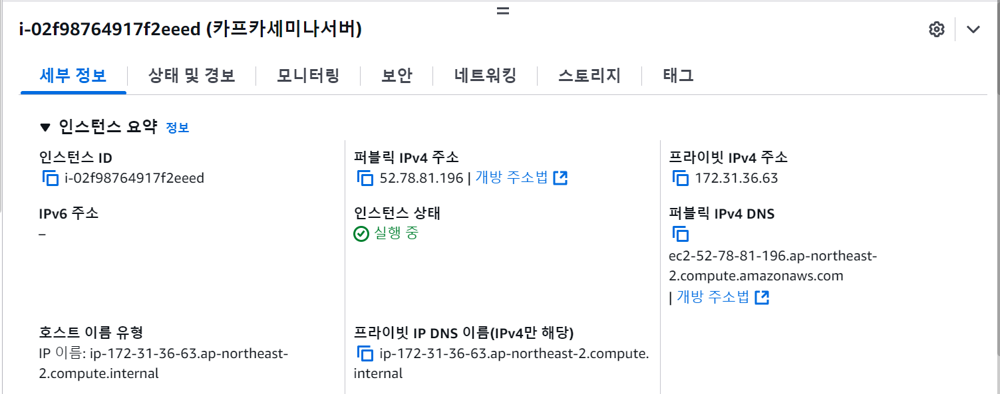 i-02f98764917f2eeed (카프카세미나서버)
세부 정보
상태 및 경보
모니터링
보안
네트워킹
스토리지
태그
인스턴스 요약 정보
인스턴스 ID
i-02f98764917f2eeed
퍼블릭 IPv4 주소
52.78.81.196 | 개방 주소법
프라이빗 IPv4 주소
172.31.36.63
IPv6 주소
–
인스턴스 상태
실행 중
퍼블릭 IPv4 DNS
ec2-52-78-81-196.ap-northeast-
2.compute.amazonaws.com
| 개방 주소법
호스트 이름 유형
IP 이름: ip-172-31-36-63.ap-northeast-
2.compute.internal
프라이빗 IP DNS 이름(IPv4만 해당)
ip-172-31-36-63.ap-northeast-2.compute.
internal